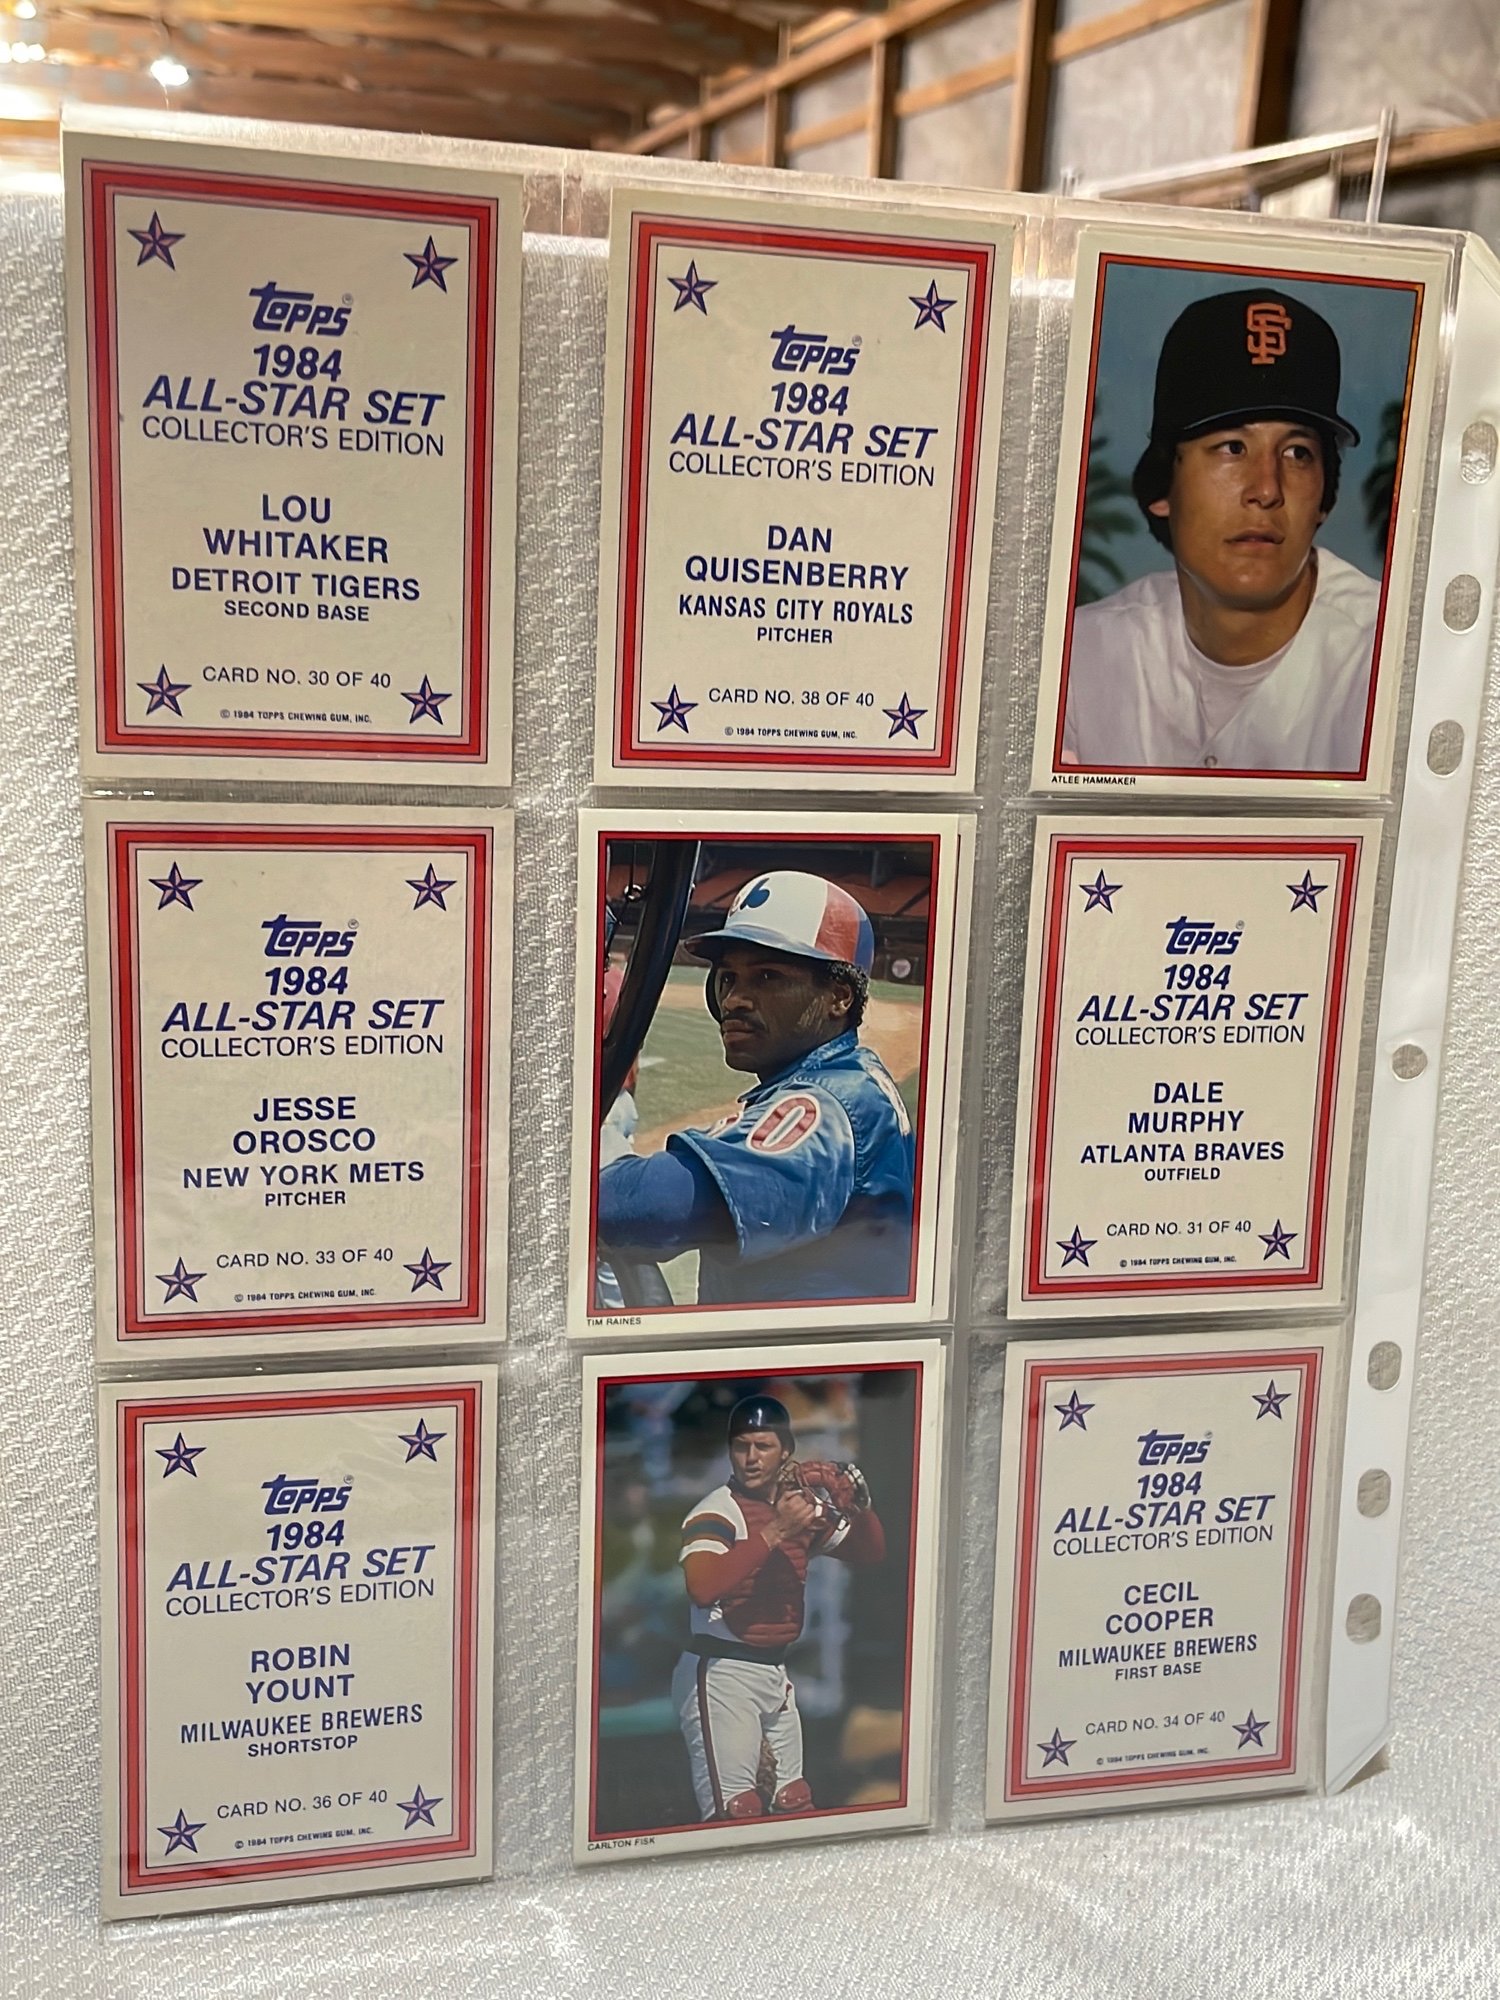 Topps®
1984
ALL-STAR SET
COLLECTOR'S EDITION
LOU
WHITAKER
DETROIT TIGERS
SECOND BASE
CARD NO. 30 OF 40
© 1984 TOPPS CHEWING GUM, INC.
Topps®
1984
ALL-STAR SET
COLLECTOR'S EDITION
DAN
QUISENBERRY
KANSAS CITY ROYALS
PITCHER
CARD NO. 38 OF 40
© 1984 TOPPS CHEWING GUM, INC.
SF
ATLEE HAMMAKER
Topps®
1984
ALL-STAR SET
COLLECTOR'S EDITION
JESSE
OROSCO
NEW YORK METS
PITCHER
CARD NO. 33 OF 40
© 1984 TOPPS CHEWING GUM, INC.
0
TIM RAINES
Topps®
1984
ALL-STAR SET
COLLECTOR'S EDITION
DALE
MURPHY
ATLANTA BRAVES
OUTFIELD
CARD NO. 31 OF 40
© 1984 TOPPS CHEWING GUM, INC.
Topps®
1984
ALL-STAR SET
COLLECTOR'S EDITION
ROBIN
YOUNT
MILWAUKEE BREWERS
SHORTSTOP
CARD NO. 36 OF 40
© 1984 TOPPS CHEWING GUM, INC.
CARLTON FISK
Topps®
1984
ALL-STAR SET
COLLECTOR'S EDITION
CECIL
COOPER
MILWAUKEE BREWERS
FIRST BASE
CARD NO. 34 OF 40
© 1984 TOPPS CHEWING GUM, INC.